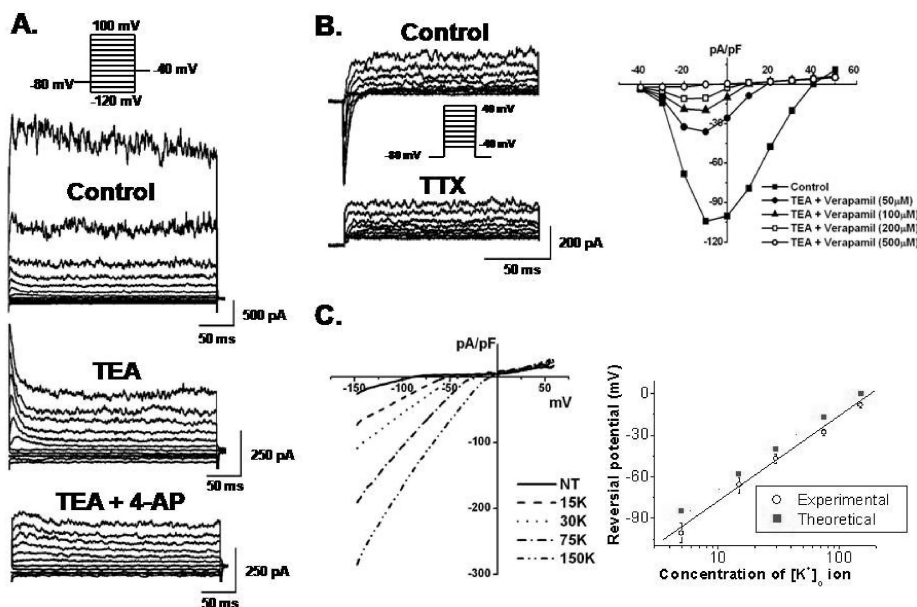 A.
100 mV
-40 mV
-80 mV
-120 mV
Control
500 pA
50 ms
TEA
250 pA
50 ms
TEA + 4-AP
250 pA
50 ms
B.
Control
40 mV
-40 mV
-80 mV
TTX
200 pA
50 ms
pA/pF
-40 -20 0 20 40 60
-30
-60
-90
-120
Control
TEA + Verapamil (50μM)
TEA + Verapamil (100μM)
TEA + Verapamil (200μM)
TEA + Verapamil (500μM)
C.
pA/pF
-150 -100 -50 0 50
mV
-100
-200
-300
NT
15K
30K
75K
150K
Reversial potential (mV)
0
-30
-60
-90
Experimental
Theoretical
10 100
Concentration of [K⁺]₀ ion